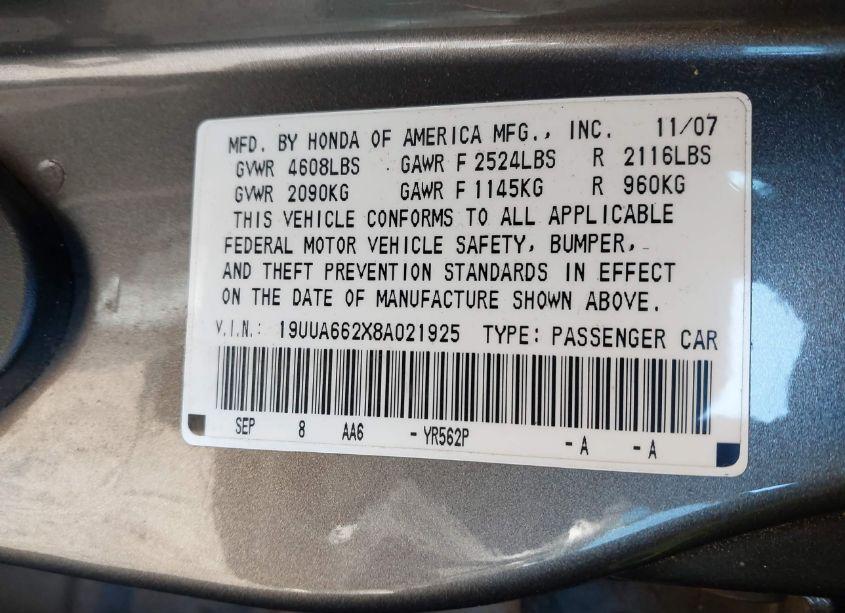 MFD. BY HONDA OF AMERICA MFG., INC. 11/07
GVWR 4608LBS GAWR F 2524LBS R 2116LBS
GVWR 2090KG GAWR F 1145KG R 960KG
THIS VEHICLE CONFORMS TO ALL APPLICABLE
FEDERAL MOTOR VEHICLE SAFETY, BUMPER,
AND THEFT PREVENTION STANDARDS IN EFFECT
ON THE DATE OF MANUFACTURE SHOWN ABOVE.
V.I.N.: 19UUA662X8A021925 TYPE: PASSENGER CAR
SEP 8 AA6 -YR562P -A -A